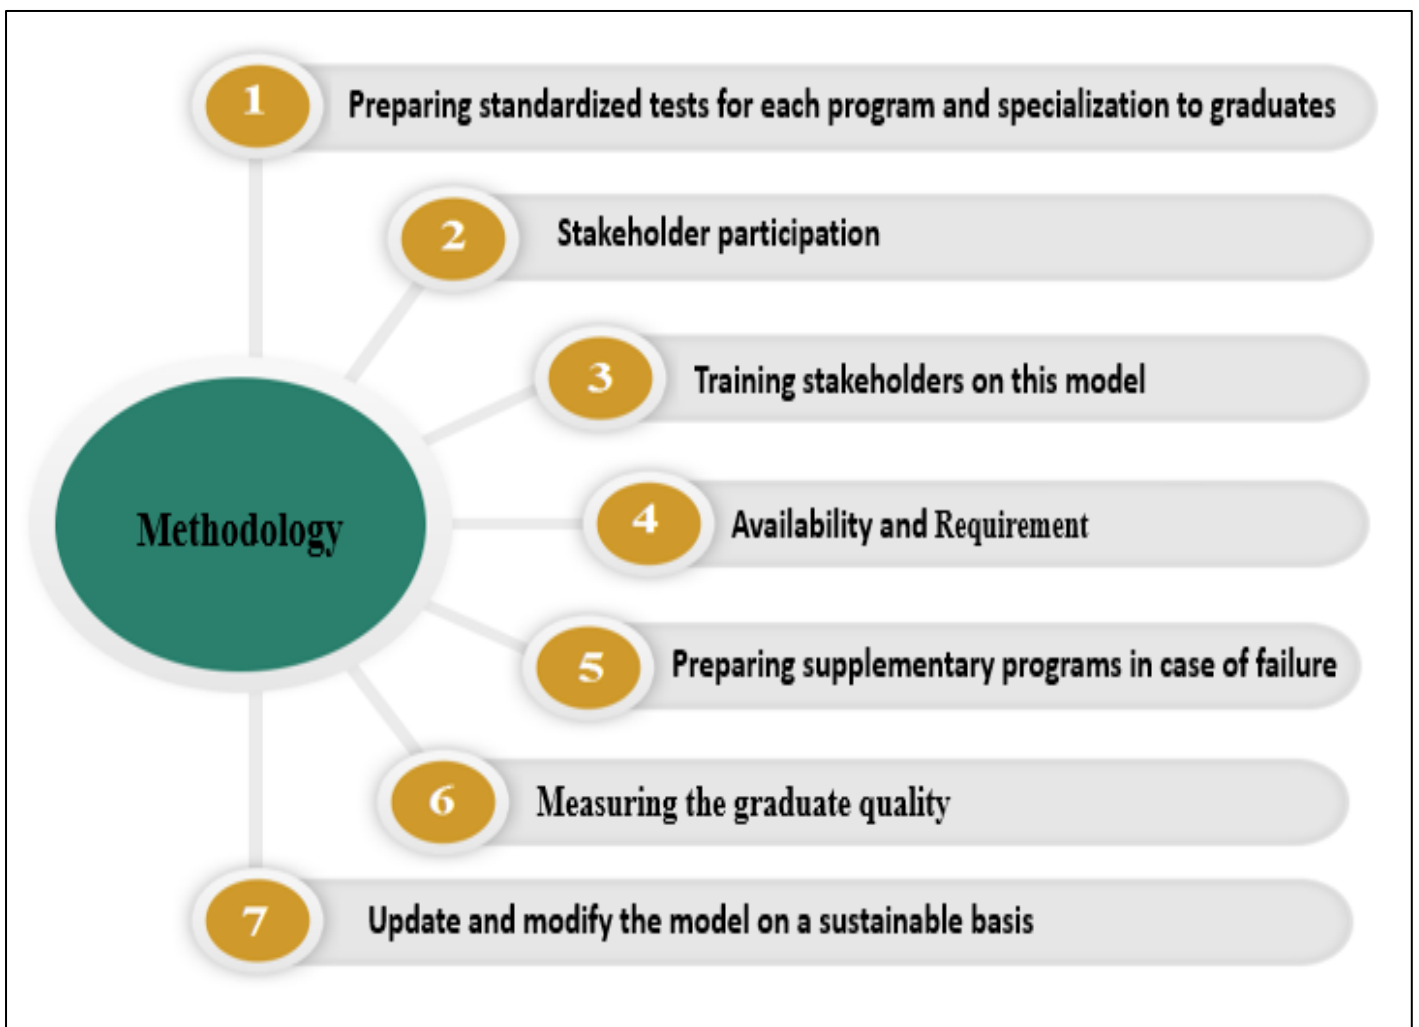 1 Preparing standardized tests for each program and specialization to graduates
2 Stakeholder participation
3 Training stakeholders on this model
Methodology
4 Availability and Requirement
5 Preparing supplementary programs in case of failure
6 Measuring the graduate quality
7 Update and modify the model on a sustainable basis